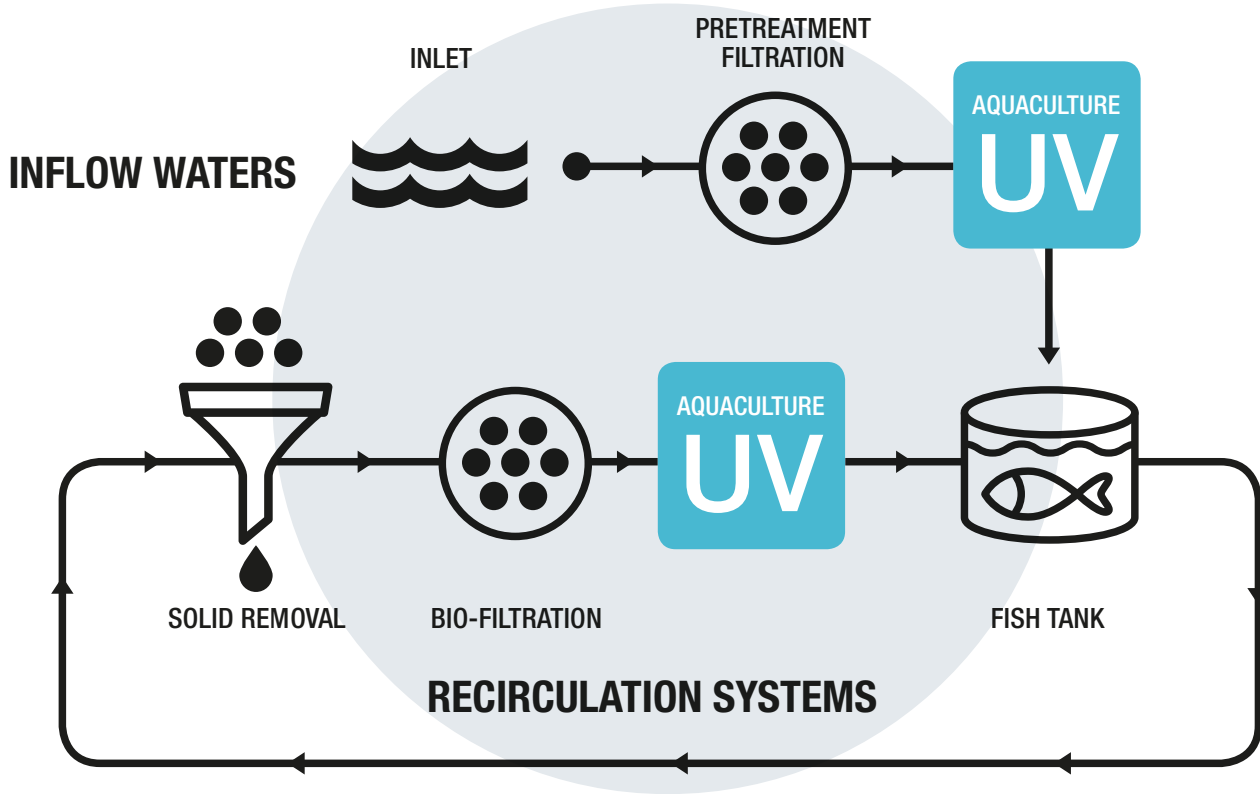 INLET
PRETREATMENT
FILTRATION
AQUACULTURE
UV
INFLOW WATERS
AQUACULTURE
UV
SOLID REMOVAL
BIO-FILTRATION
FISH TANK
RECIRCULATION SYSTEMS